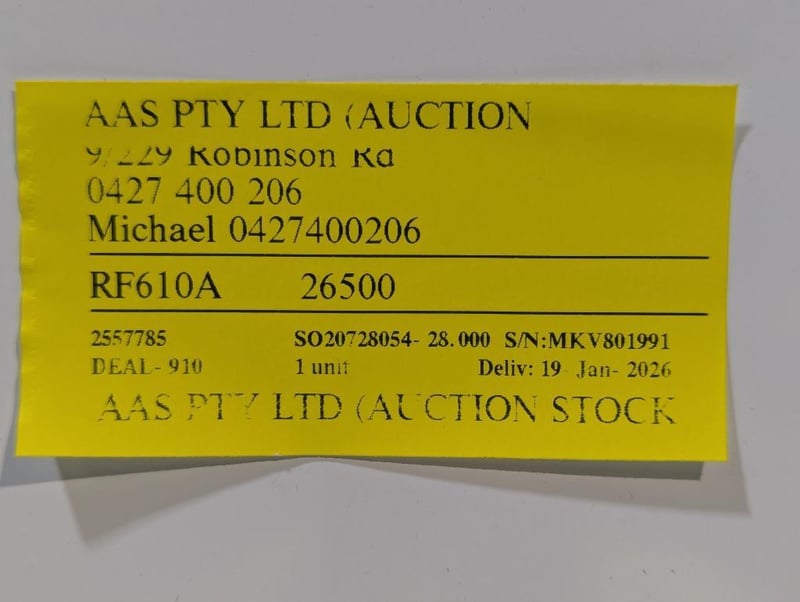 AAS PTY LTD (AUCTION
9/229 Robinson Rd
0427 400 206
Michael 0427400206
RF610A 26500
2557785 SO20728054- 28.000 S/N:MKV801991
DEAL- 910 1 unit Deliv: 19- Jan- 2026
AAS PTY LTD (AUCTION STOCK